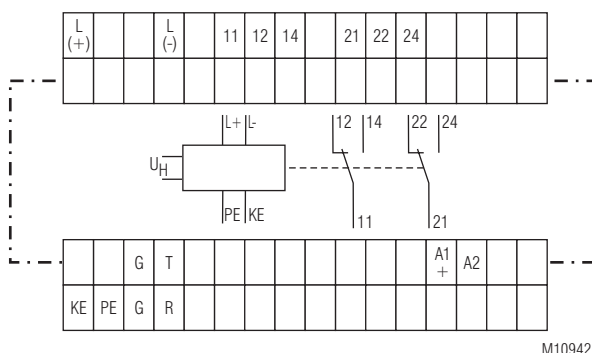 L (+) L (-) 11 12 14 21 22 24
L+ L- 12 14 22 24
UH
PE KE 11 21
G T A1 + A2
KE PE G R
M10942